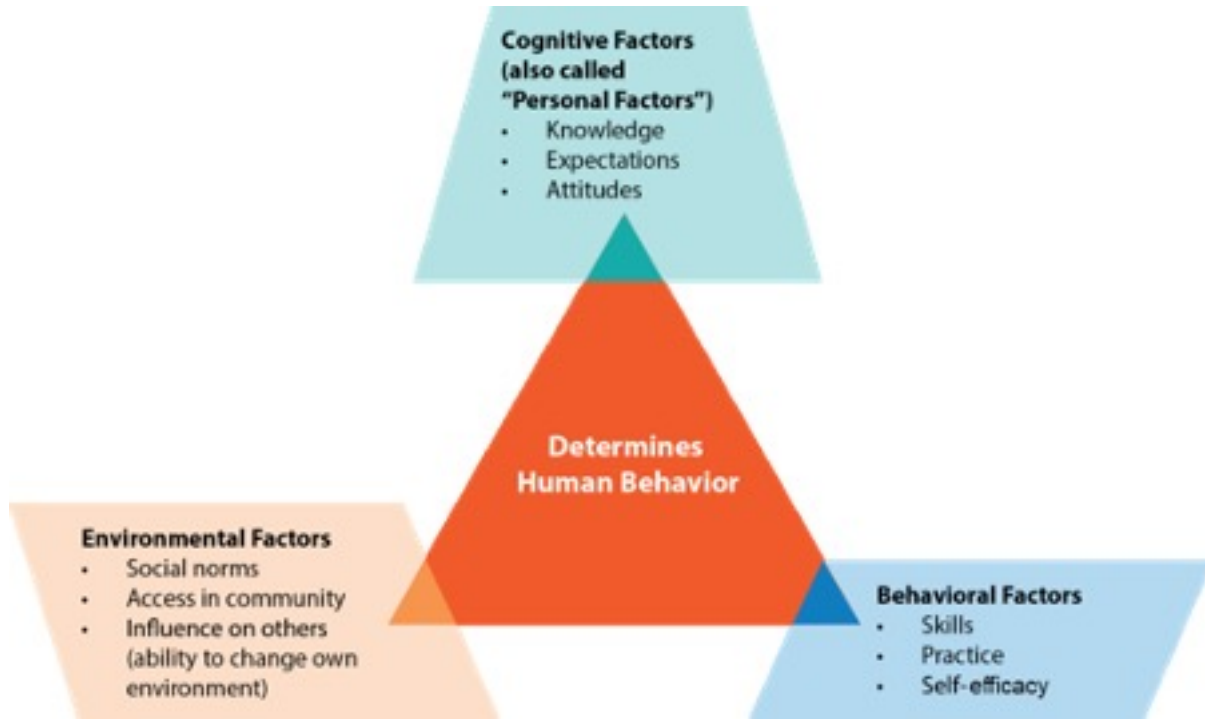 Cognitive Factors
(also called
“Personal Factors”)
• Knowledge
• Expectations
• Attitudes
Determines
Human Behavior
Environmental Factors
• Social norms
• Access in community
• Influence on others
(ability to change own
environment)
Behavioral Factors
• Skills
• Practice
• Self-efficacy